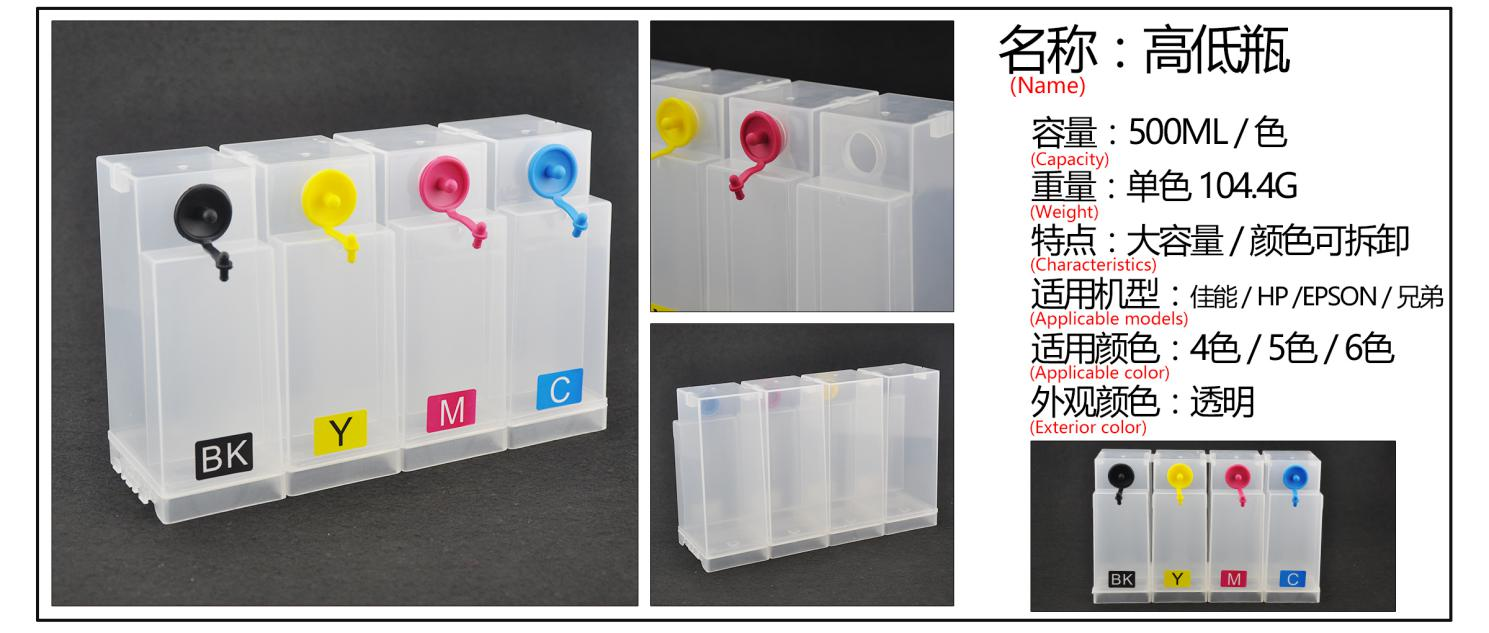 名称：高低瓶
(Name)
容量：500ML / 色
(Capacity)
重量：单色 104.4G
(Weight)
特点：大容量 / 颜色可拆卸
(Characteristics)
适用机型：佳能 / HP /EPSON / 兄弟
(Applicable models)
适用颜色：4色 / 5色 / 6色
(Applicable color)
外观颜色：透明
(Exterior color)
BK Y M C
BK Y M C